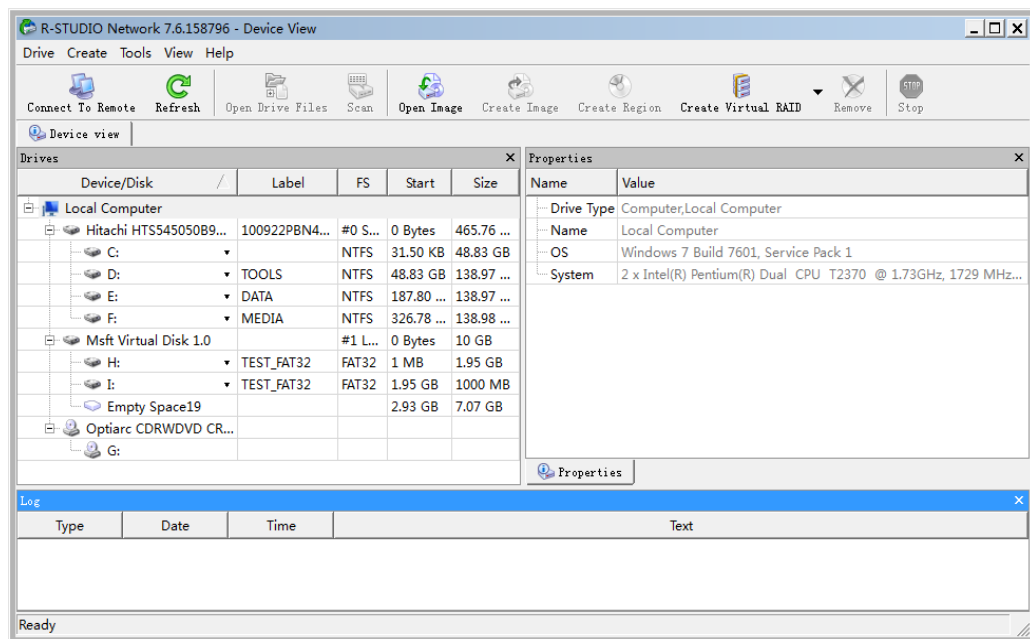 R-STUDIO Network 7.6.158796 - Device View
Drive Create Tools View Help
Connect To Remote Refresh Open Drive Files Scan Open Image Create Image Create Region Create Virtual RAID Remove STOP Stop
Device view
Drives
Device/Disk Label FS Start Size
Local Computer
Hitachi HTS545050B9... 100922PBN4... #0 S... 0 Bytes 465.76 ...
C: NTFS 31.50 KB 48.83 GB
D: TOOLS NTFS 48.83 GB 138.97 ...
E: DATA NTFS 187.80 ... 138.97 ...
F: MEDIA NTFS 326.78 ... 138.98 ...
Msft Virtual Disk 1.0 #1 L... 0 Bytes 10 GB
H: TEST_FAT32 FAT32 1 MB 1.95 GB
I: TEST_FAT32 FAT32 1.95 GB 1000 MB
Empty Space19 2.93 GB 7.07 GB
Optiarc CDRWDVD CR...
G:
Properties
Name Value
Drive Type Computer,Local Computer
Name Local Computer
OS Windows 7 Build 7601, Service Pack 1
System 2 x Intel(R) Pentium(R) Dual CPU T2370 @ 1.73GHz, 1729 MHz...
Properties
Log
Type Date Time Text
Ready